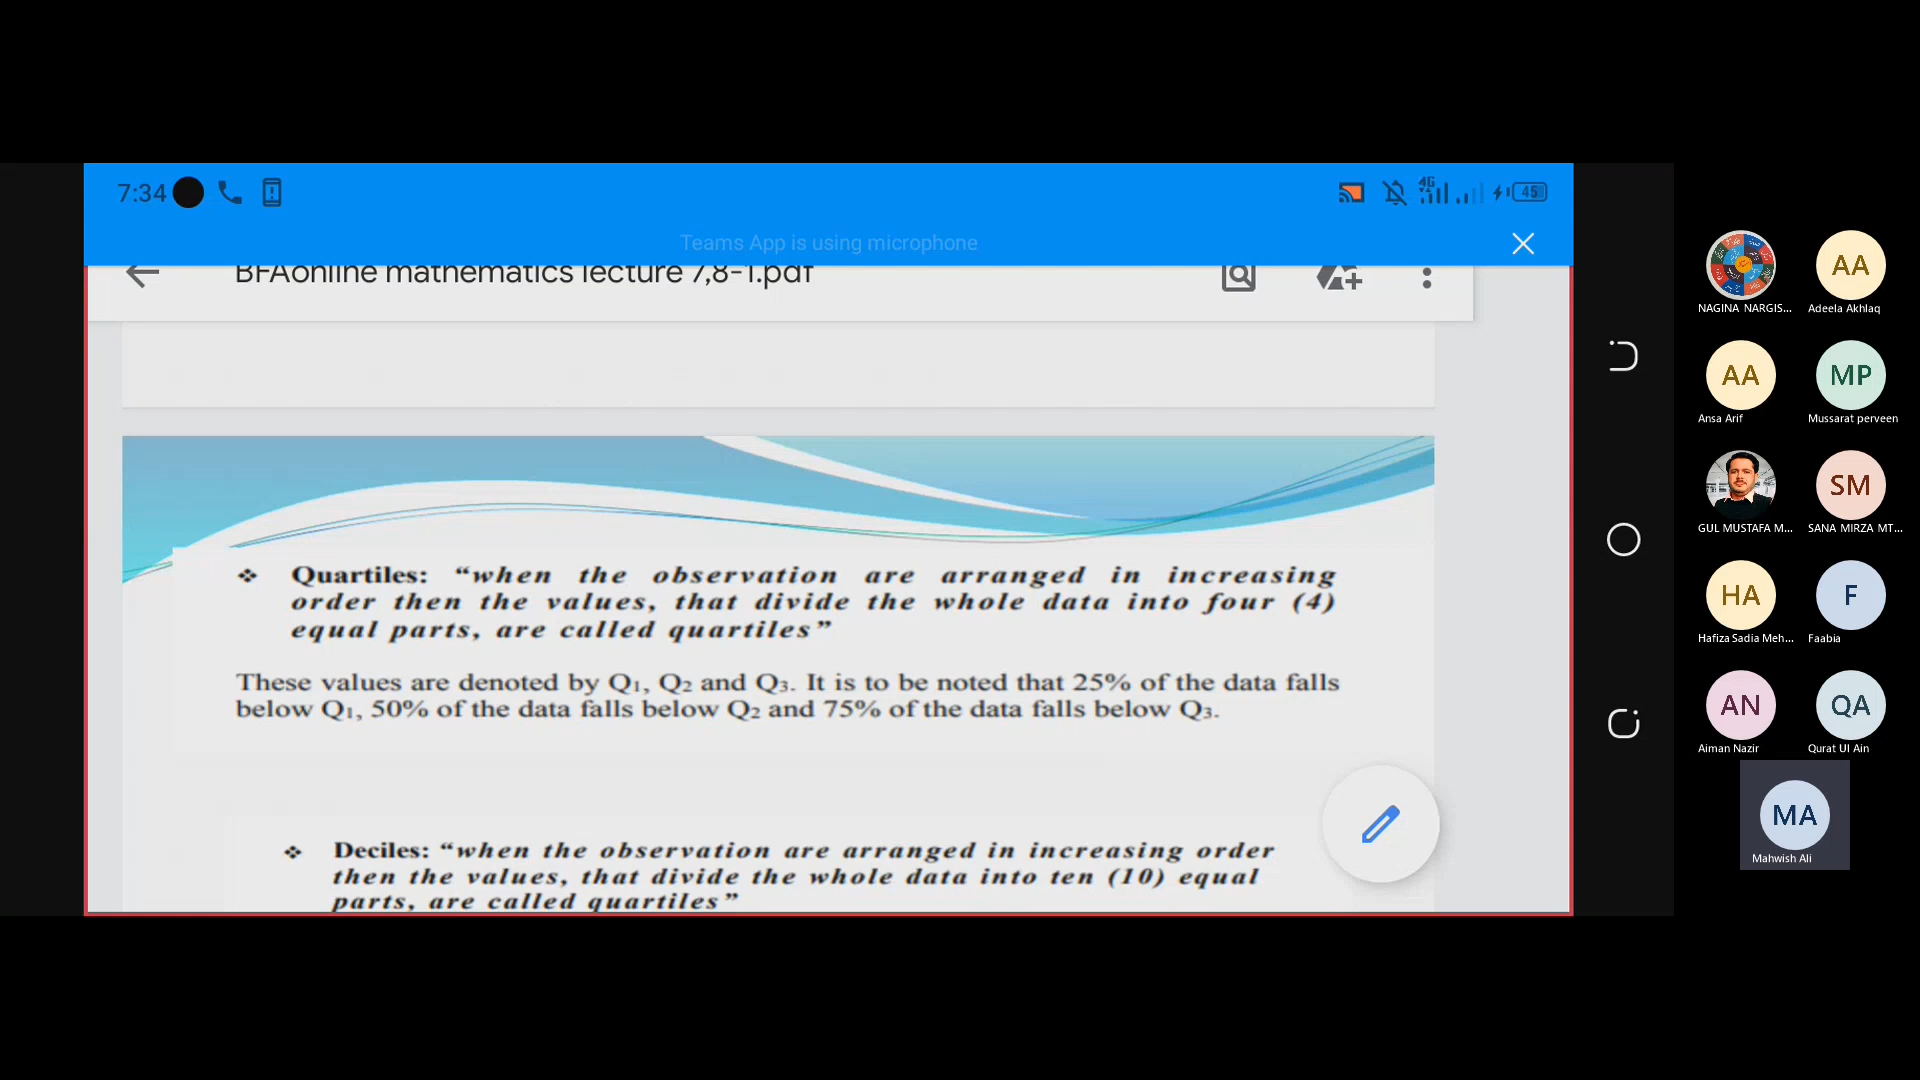 7:34
4G
45
Teams App is using microphone
BFAonline mathematics lecture 7,8-1.pdf
❖ Quartiles: “when the observation are arranged in increasing
order then the values, that divide the whole data into four (4)
equal parts, are called quartiles”
These values are denoted by Q1, Q2 and Q3. It is to be noted that 25% of the data falls
below Q1, 50% of the data falls below Q2 and 75% of the data falls below Q3.
❖ Deciles: “when the observation are arranged in increasing order
then the values, that divide the whole data into ten (10) equal
parts, are called quartiles”
NAGINA NARGIS...
AA
Adeela Akhlaq
AA
Ansa Arif
MP
Mussarat perveen
GUL MUSTAFA M...
SM
SANA MIRZA MT...
HA
Hafiza Sadia Meh...
F
Faabia
AN
Aiman Nazir
QA
Qurat Ul Ain
MA
Mahwish Ali